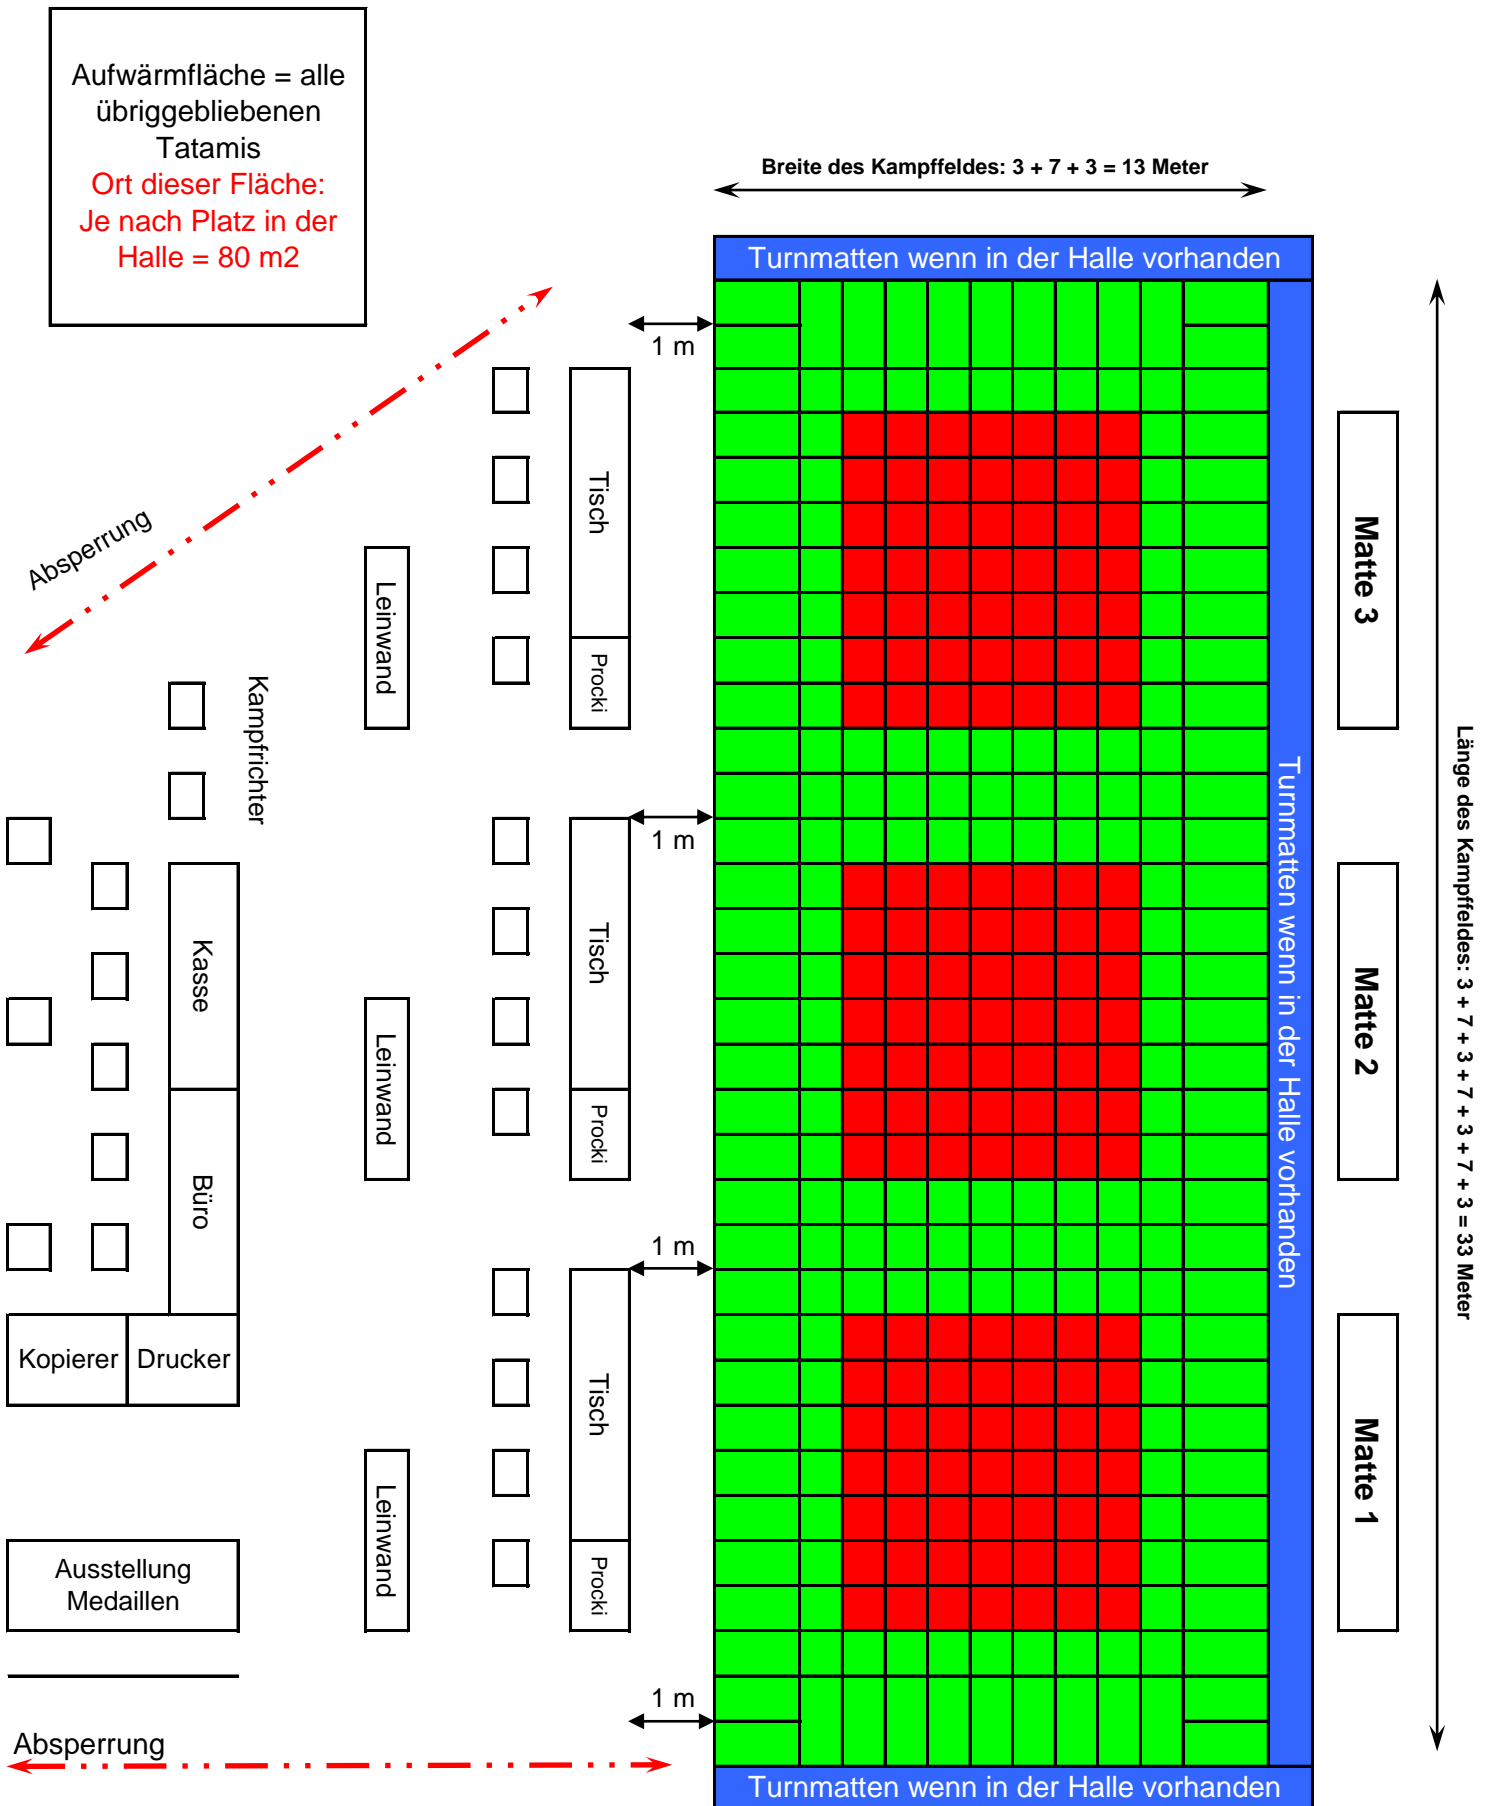 Aufwärmfläche = alle
übriggebliebenen
Tatamis
Ort dieser Fläche:
Je nach Platz in der
Halle = 80 m2
Breite des Kampffeldes: 3 + 7 + 3 = 13 Meter
Turnmatten wenn in der Halle vorhanden
1 m
Absperrung
Tisch
Procki
Leinwand
Matte 3
Kampfrichter
Länge des Kampffeldes: 3 + 7 + 3 + 7 + 3 + 7 + 3 = 33 Meter
Turnmatten wenn in der Halle vorhanden
1 m
Kasse
Büro
Leinwand
Tisch
Procki
Matte 2
1 m
Kopierer
Drucker
Leinwand
Tisch
Procki
Matte 1
Ausstellung
Medaillen
1 m
Absperrung
Turnmatten wenn in der Halle vorhanden